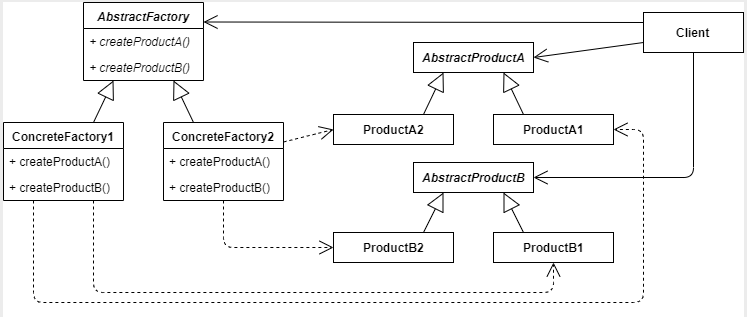 AbstractFactory
+ createProductA()
+ createProductB()
Client
AbstractProductA
ConcreteFactory1
+ createProductA()
+ createProductB()
ConcreteFactory2
+ createProductA()
+ createProductB()
ProductA2
ProductA1
AbstractProductB
ProductB2
ProductB1